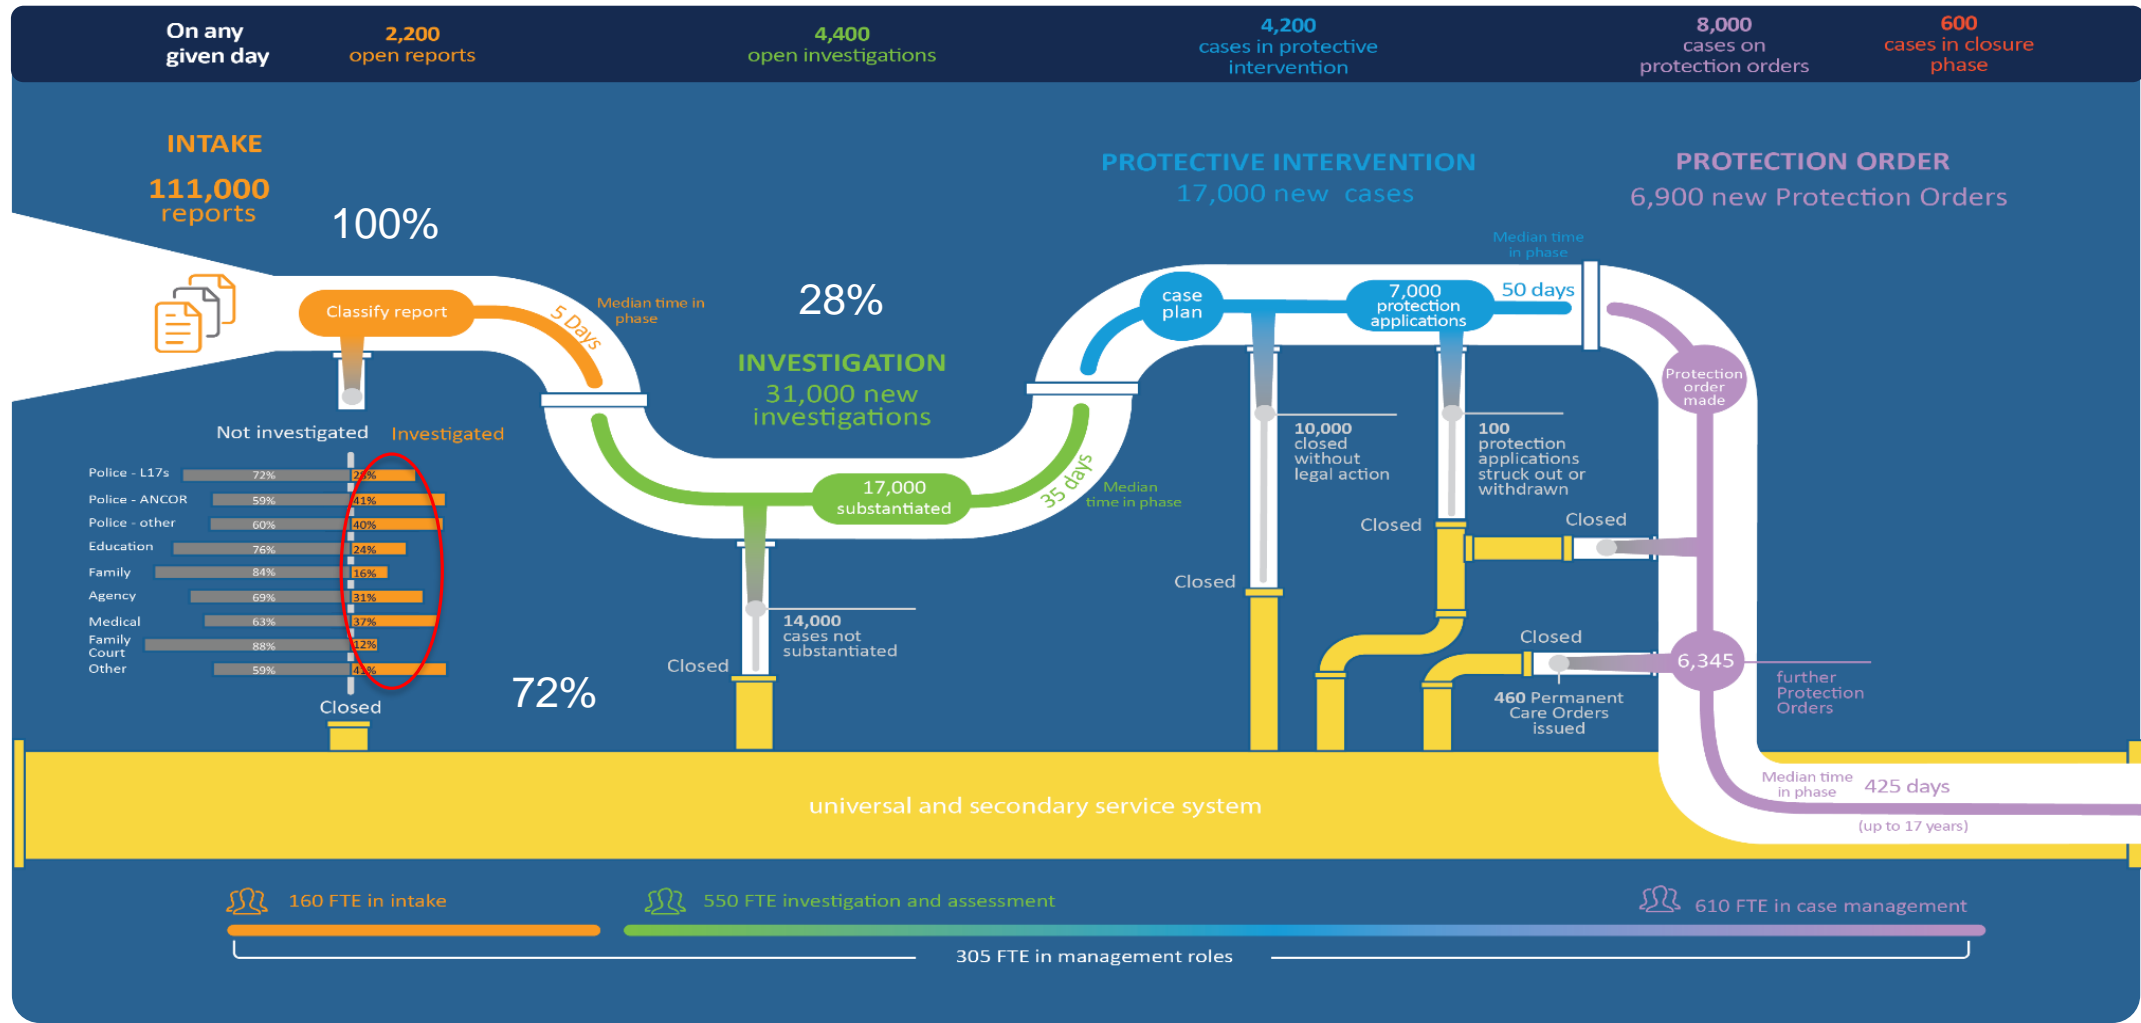 On any
given day
2,200
open reports
4,400
open investigations
4,200
cases in protective
intervention
8,000
cases on
protection orders
600
cases in closure
phase
INTAKE
111,000
reports
100%
Classify report
5 Days
Median time in
phase
28%
INVESTIGATION
31,000 new
investigations
17,000
substantiated
35 days
Median
time in phase
PROTECTIVE INTERVENTION
17,000 new cases
case
plan
7,000
protection
applications
Median time
in phase
50 days
PROTECTION ORDER
6,900 new Protection Orders
Protection
order
made
Not investigated
Investigated
Police - L17s
72%
28%
Police - ANCOR
59%
41%
Police - other
60%
40%
Education
76%
24%
Family
84%
16%
Agency
69%
31%
Medical
63%
37%
Family
Court
88%
12%
Other
59%
41%
Closed
72%
Closed
14,000
cases not
substantiated
10,000
closed
without
legal action
Closed
100
protection
applications
struck out or
withdrawn
Closed
Closed
Closed
6,345
further
Protection
Orders
460 Permanent
Care Orders
issued
Median time
in phase
425 days
(up to 17 years)
universal and secondary service system
160 FTE in intake
550 FTE investigation and assessment
610 FTE in case management
305 FTE in management roles